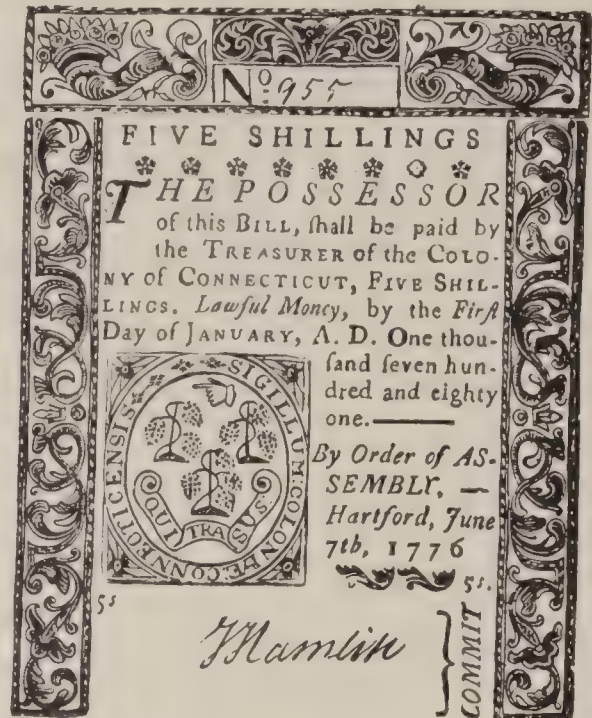 No. 955
FIVE SHILLINGS
THE POSSESSOR
of this BILL, ſhall be paid by
the TREASURER of the COLO-
NY of CONNECTICUT, FIVE SHIL-
LINGS. Lawful Money, by the Firſt
Day of JANUARY, A. D. One thou-
ſand ſeven hun-
dred and eighty
one.
SIGILLUM: COLONIÆ: CONNECTICENSIS
QUI TRANS SUS
By Order of AS-
SEMBLY, —
Hartford, June
7th, 1776
5s.
5s
COMMIT